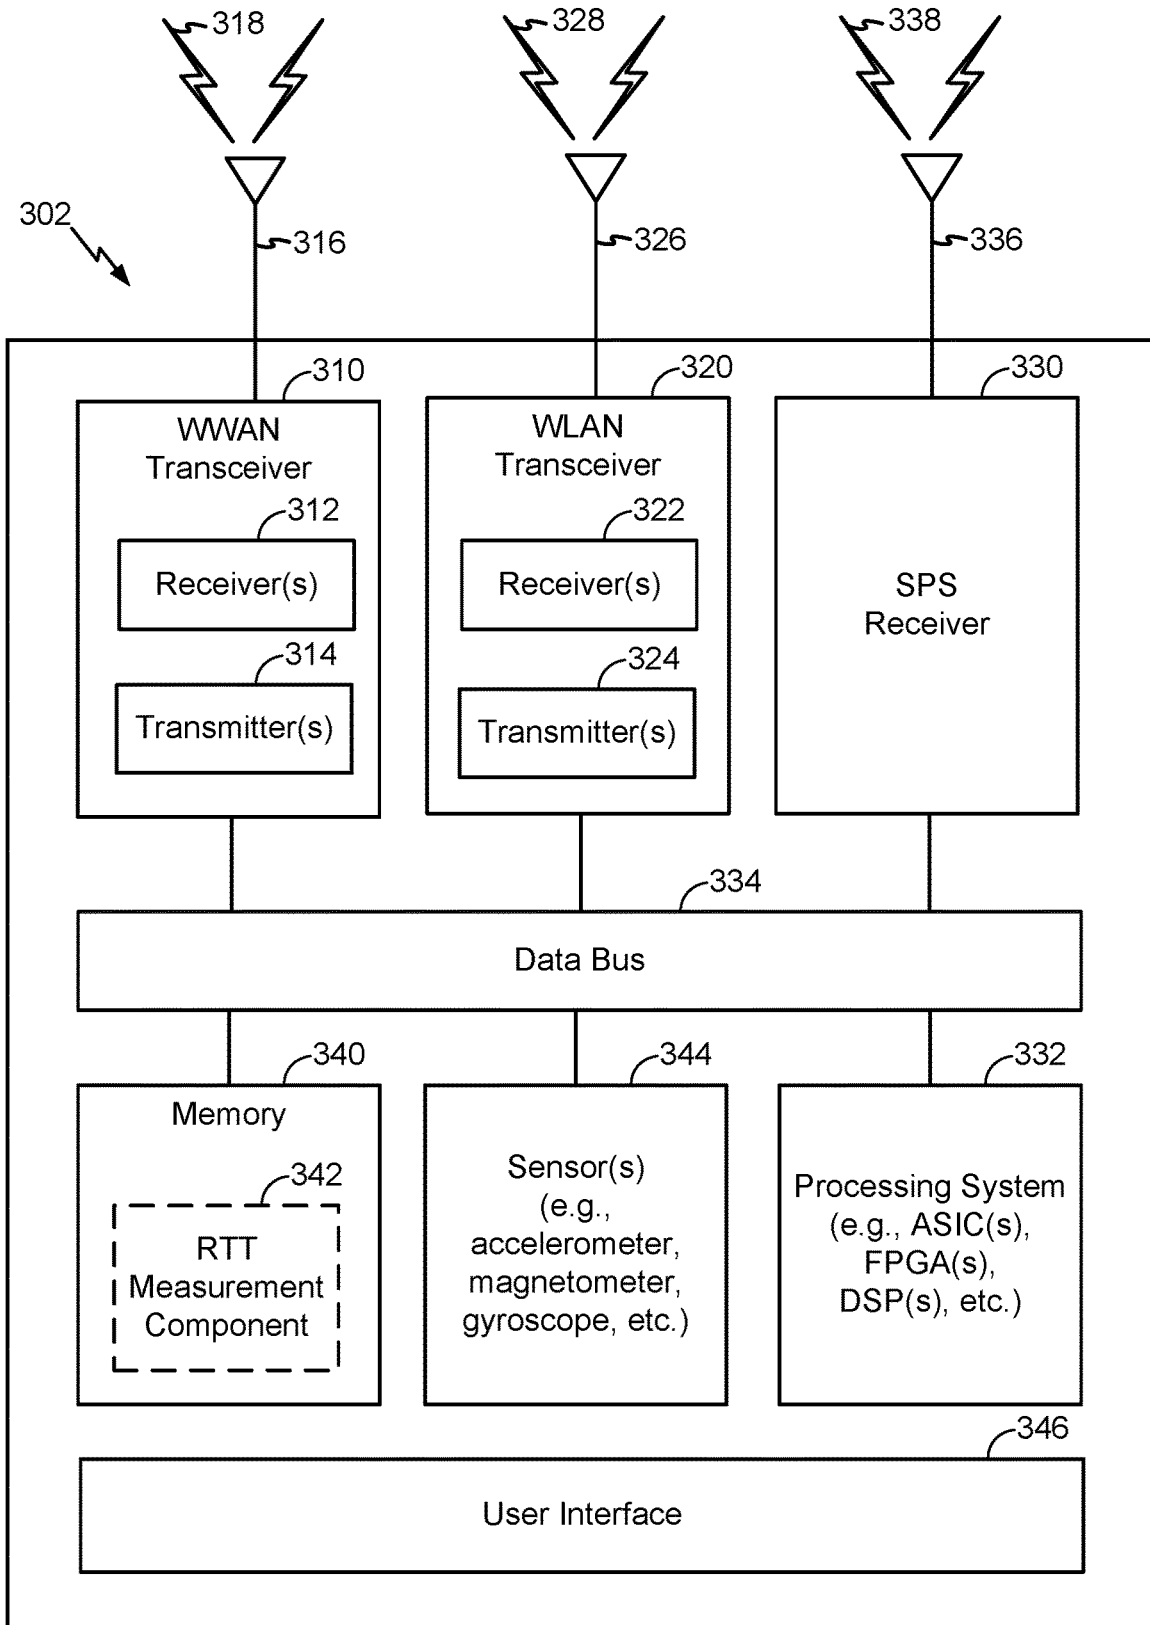 318
328
338
302
316
326
336
310
320
330
WWAN
Transceiver
WLAN
Transceiver
312
322
Receiver(s)
Receiver(s)
SPS
Receiver
314
324
Transmitter(s)
Transmitter(s)
334
Data Bus
340
344
332
Memory
342
RTT
Measurement
Component
Sensor(s)
(e.g.,
accelerometer,
magnetometer,
gyroscope, etc.)
Processing System
(e.g., ASIC(s),
FPGA(s),
DSP(s), etc.)
346
User Interface